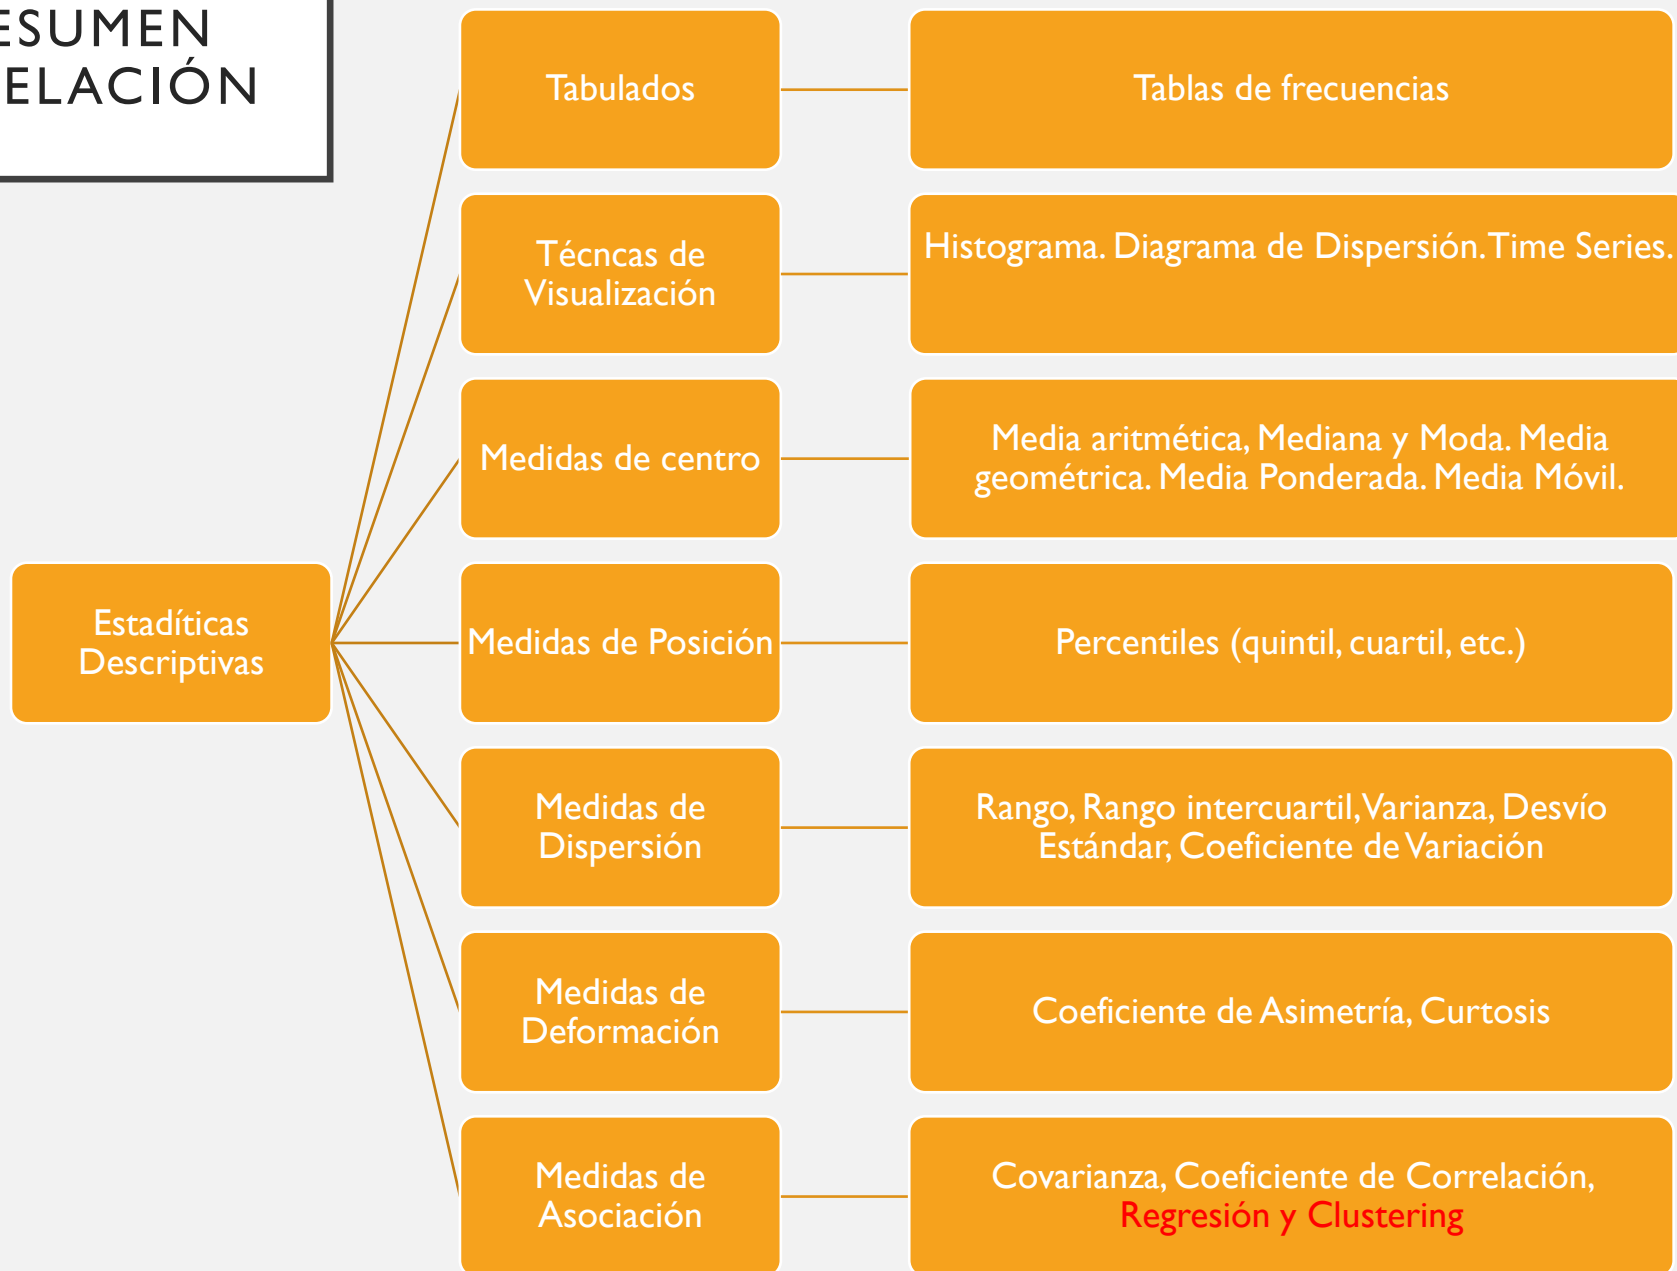 ESUMEN
ELACIÓN
Tabulados
Tablas de frecuencias
Técncas de
Visualización
Histograma. Diagrama de Dispersión. Time Series.
Medidas de centro
Media aritmética, Mediana y Moda. Media
geométrica. Media Ponderada. Media Móvil.
Estadíticas
Descriptivas
Medidas de Posición
Percentiles (quintil, cuartil, etc.)
Medidas de
Dispersión
Rango, Rango intercuartil, Varianza, Desvío
Estándar, Coeficiente de Variación
Medidas de
Deformación
Coeficiente de Asimetría, Curtosis
Medidas de
Asociación
Covarianza, Coeficiente de Correlación,
Regresión y Clustering